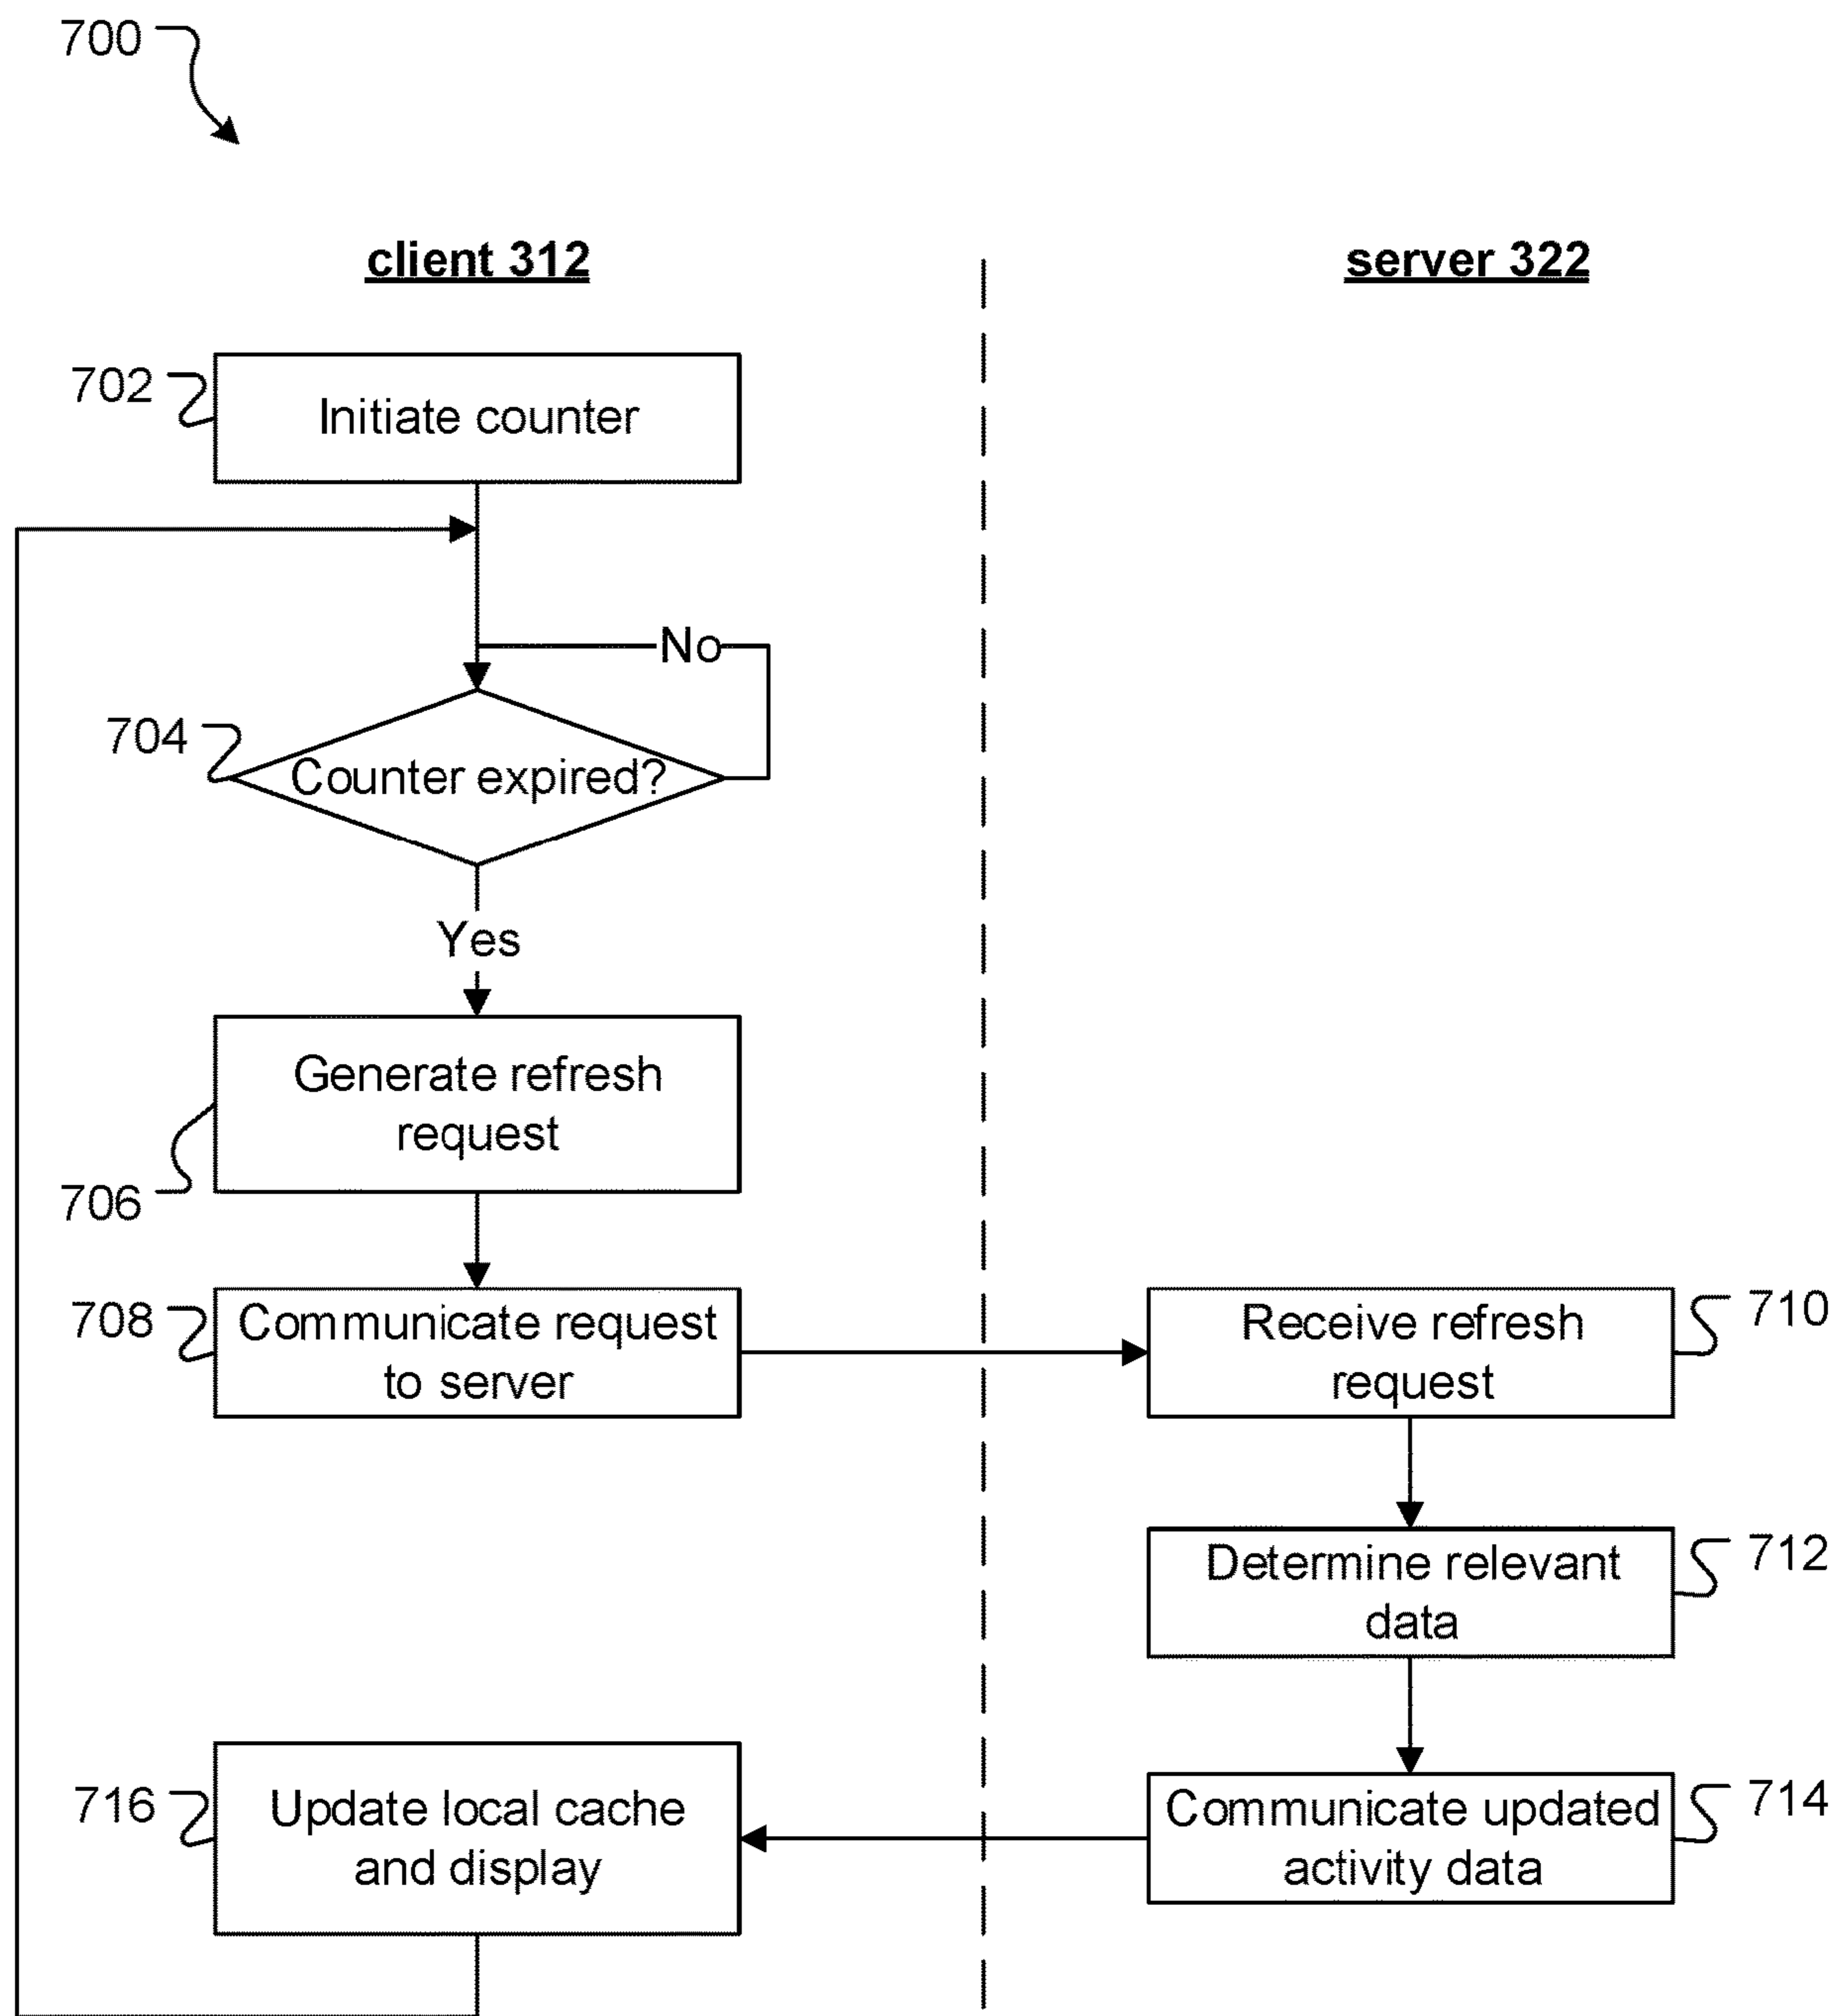 700
client 312
server 322
702
Initiate counter
No
704
Counter expired?
Yes
Generate refresh
request
706
708
Communicate request
to server
Receive refresh
request
710
Determine relevant
data
712
716
Update local cache
and display
Communicate updated
activity data
714